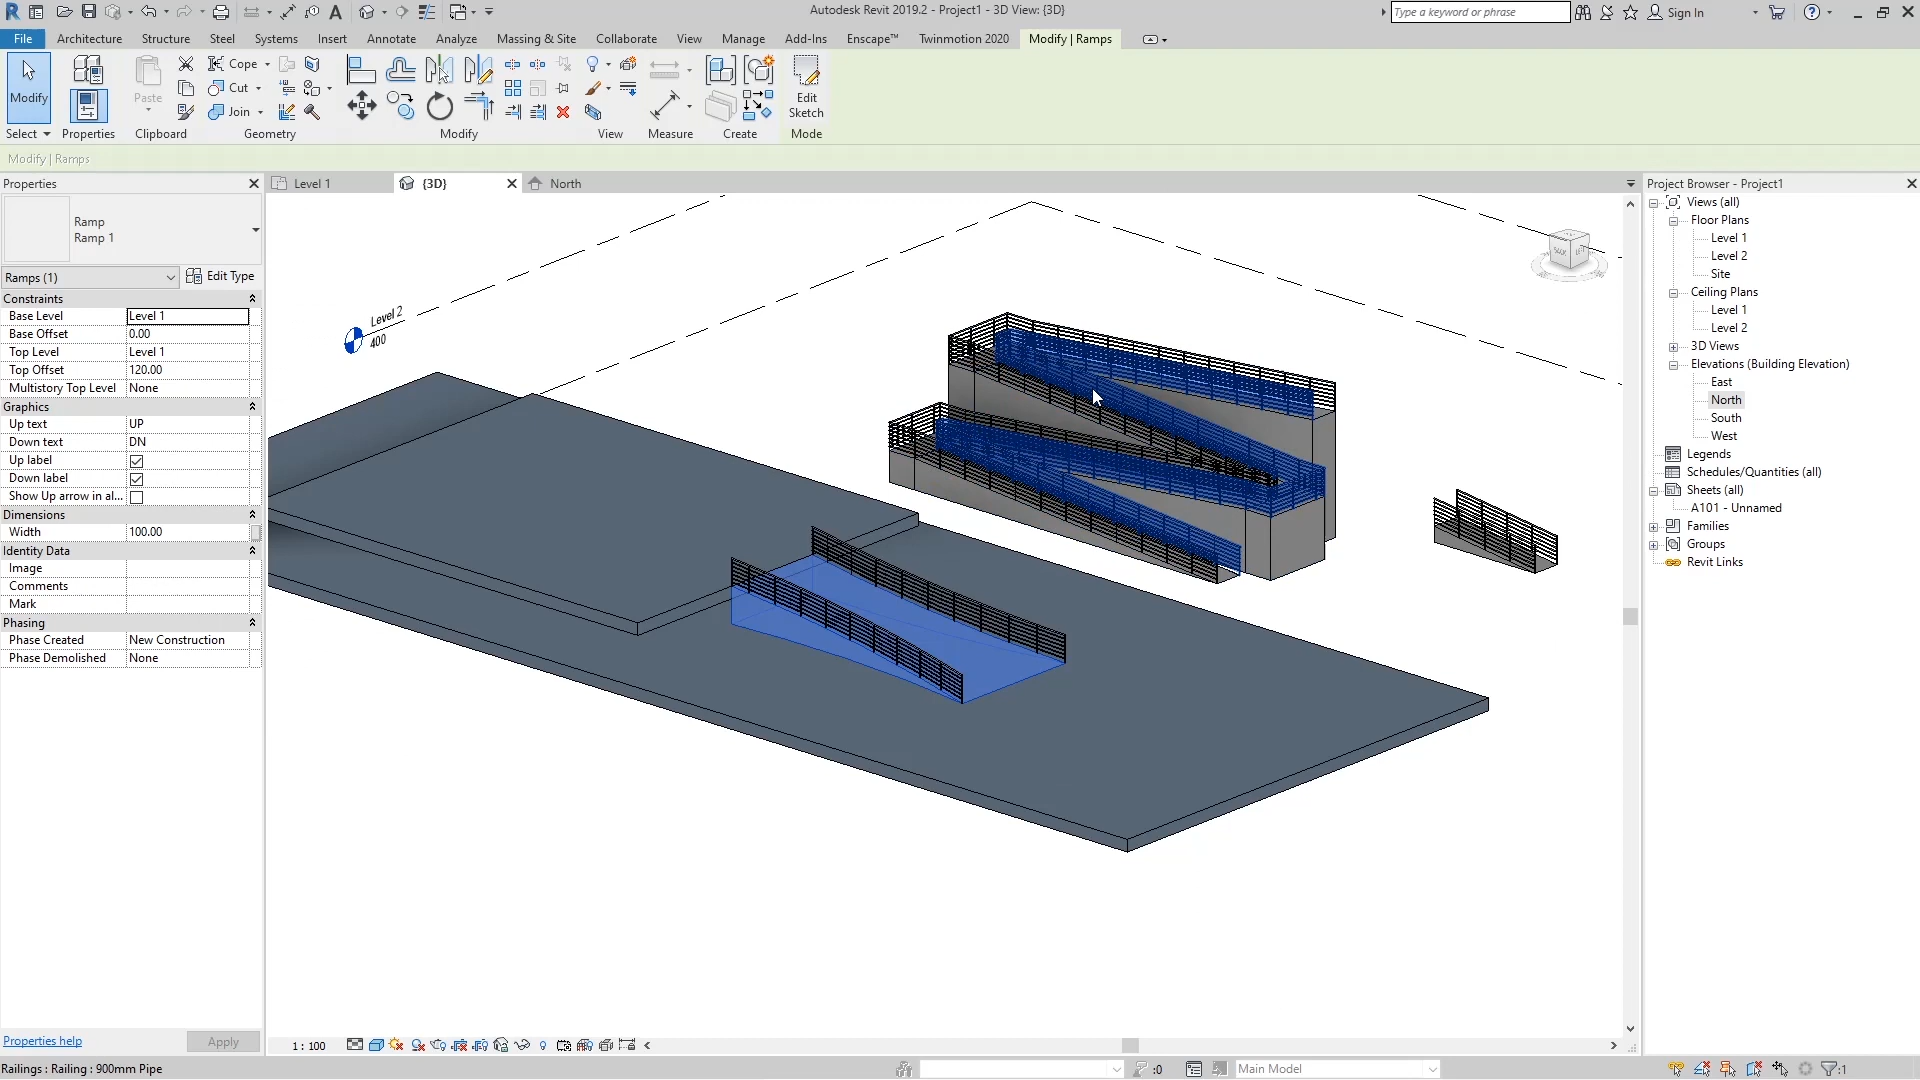 Autodesk Revit 2019.2 - Project1 - 3D View: {3D}
Type a keyword or phrase
Sign In
File Architecture Structure Steel Systems Insert Annotate Analyze Massing & Site Collaborate View Manage Add-Ins Enscape™ Twinmotion 2020 Modify | Ramps
Modify
Paste
Cope
Cut
Join
Edit
Sketch
Select Properties Clipboard Geometry Modify View Measure Create Mode
Modify | Ramps
Properties
Level 1
{3D}
North
Project Browser - Project1
Ramp
Ramp 1
Ramps (1)
Edit Type
Constraints
Base Level Level 1
Base Offset 0.00
Top Level Level 1
Top Offset 120.00
Multistory Top Level None
Graphics
Up text UP
Down text DN
Up label
Down label
Show Up arrow in al...
Dimensions
Width 100.00
Identity Data
Image
Comments
Mark
Phasing
Phase Created New Construction
Phase Demolished None
Properties help
Apply
Level 2
400
Views (all)
Floor Plans
Level 1
Level 2
Site
Ceiling Plans
Level 1
Level 2
3D Views
Elevations (Building Elevation)
East
North
South
West
Legends
Schedules/Quantities (all)
Sheets (all)
A101 - Unnamed
Families
Groups
Revit Links
1 : 100
Railings : Railing : 900mm Pipe
:0
Main Model
:1